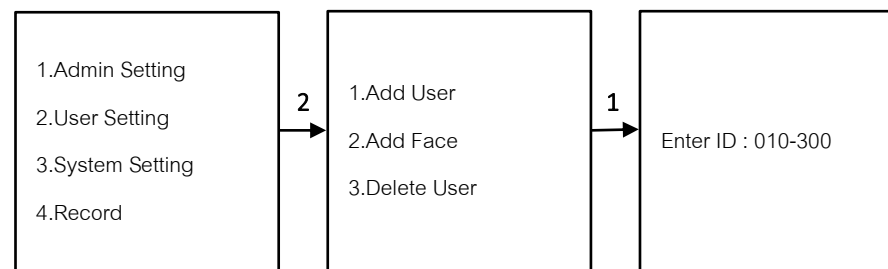 1.Admin Setting
2.User Setting
3.System Setting
4.Record
2
1.Add User
2.Add Face
3.Delete User
1
Enter ID : 010-300